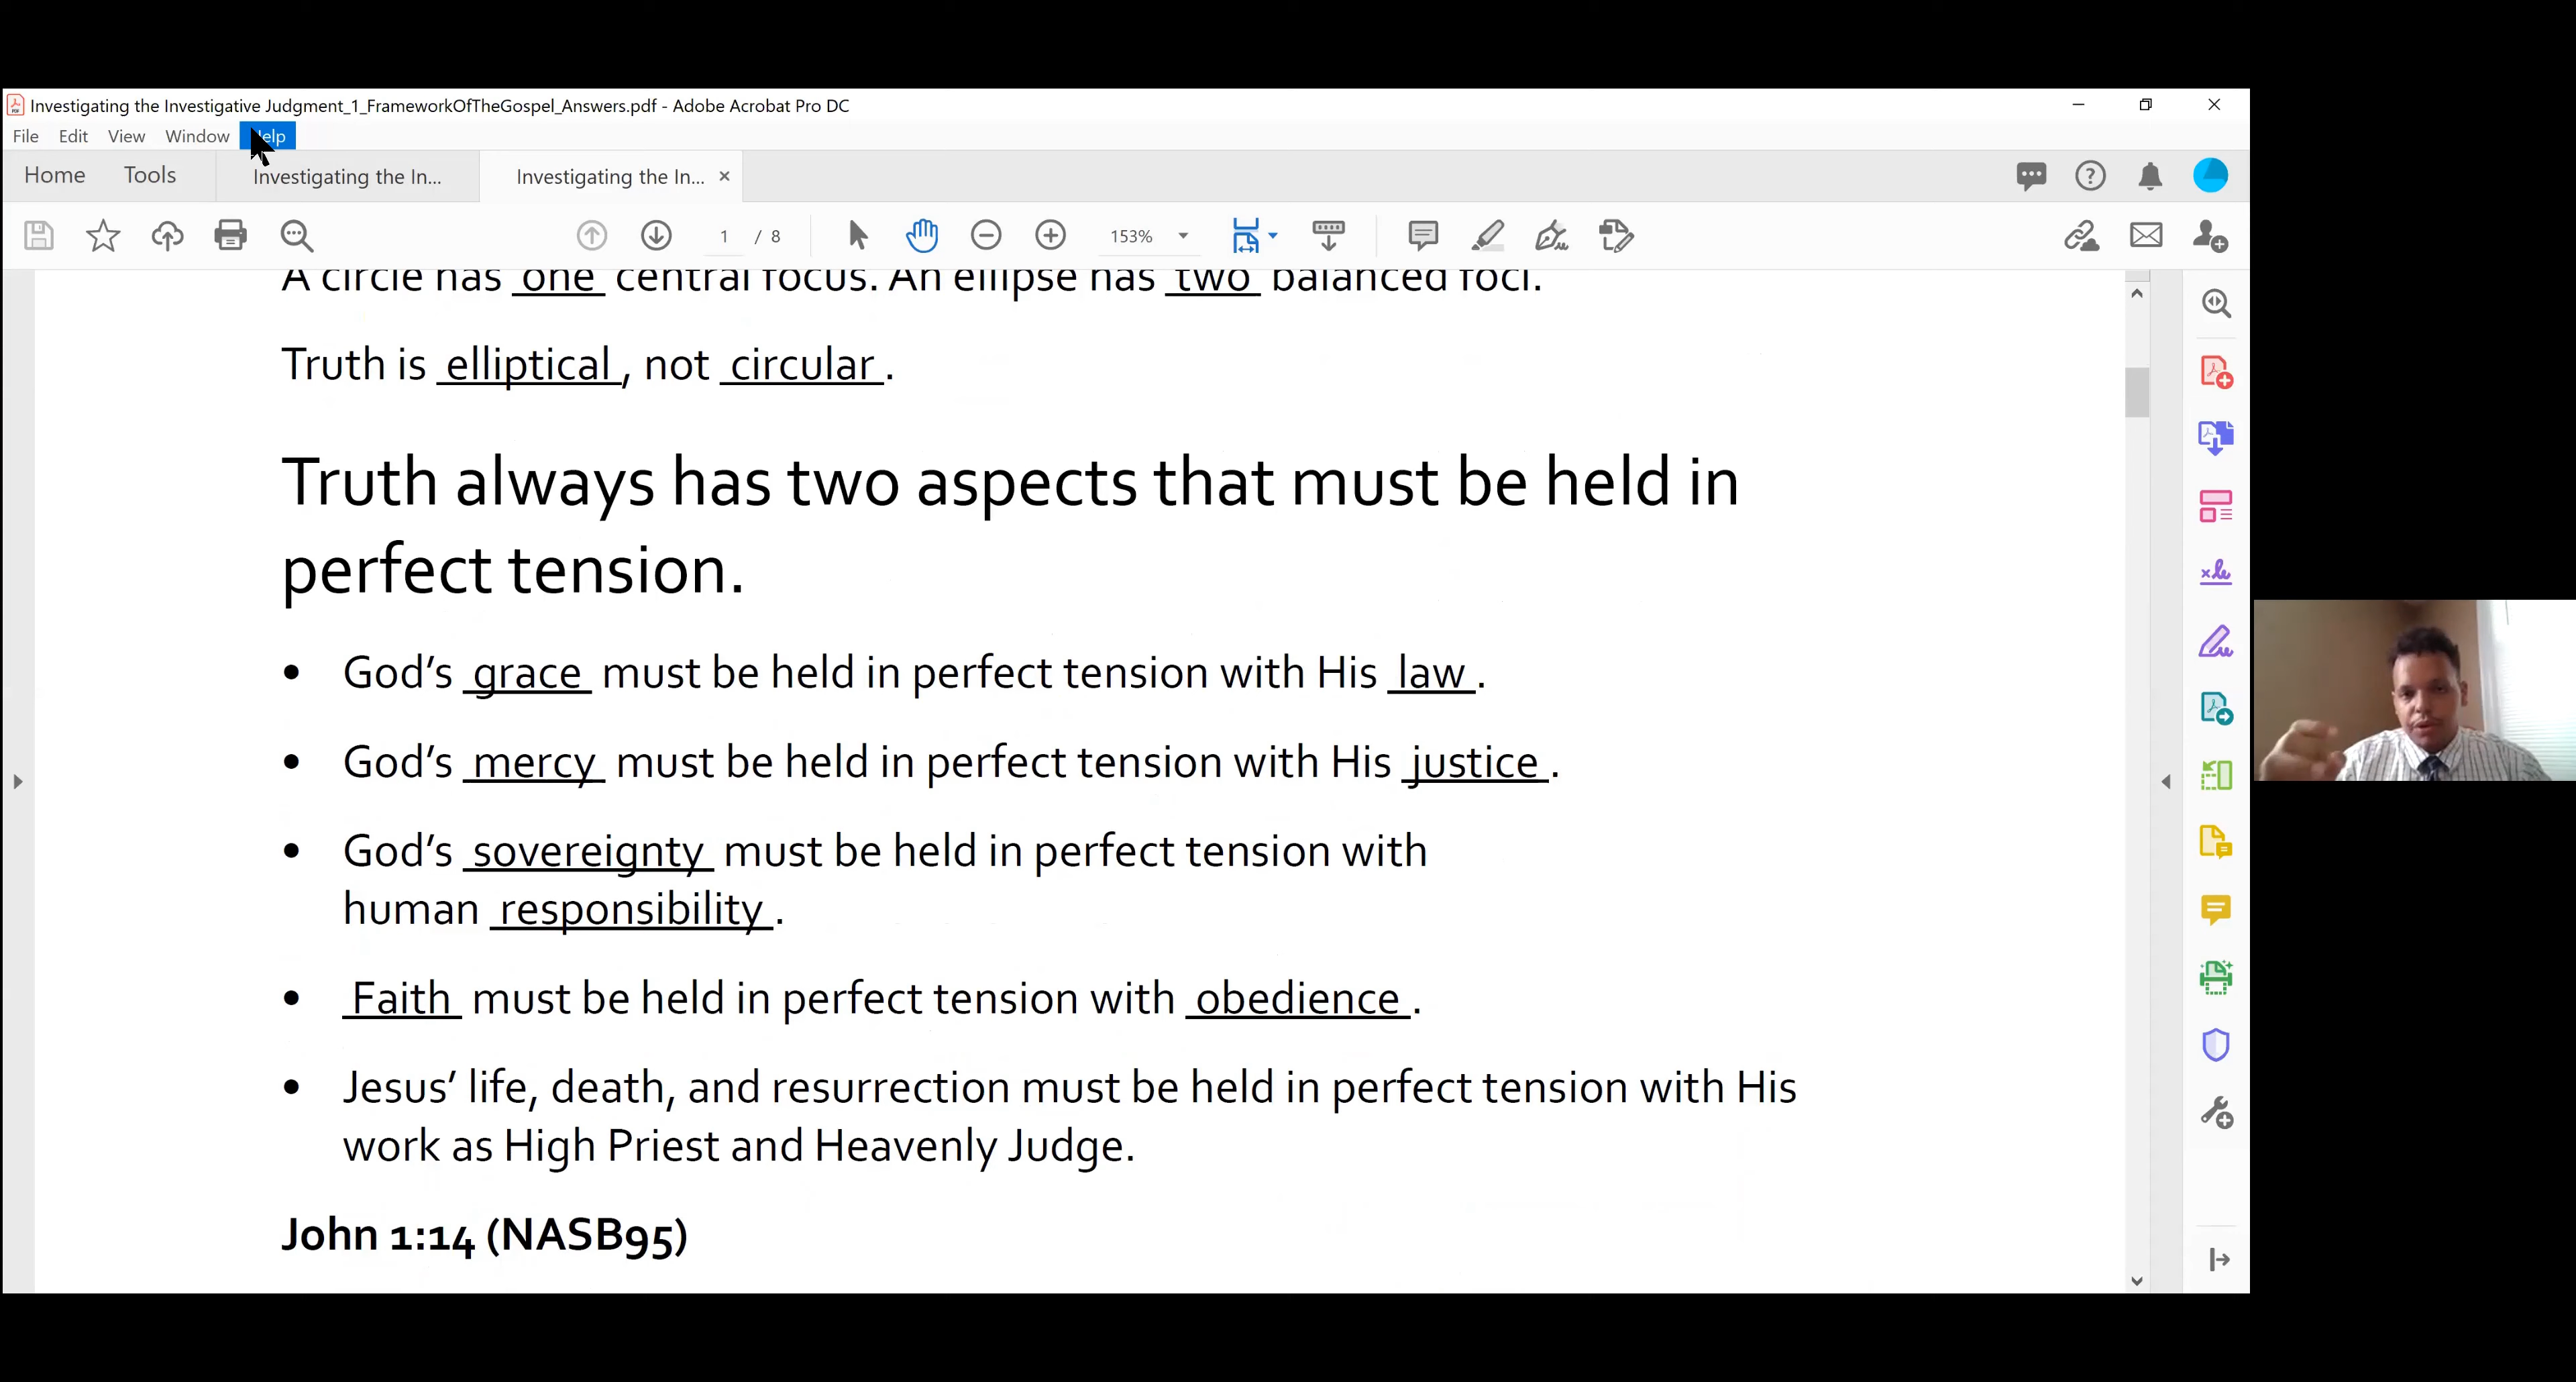 Investigating the Investigative Judgment_1_FrameworkOfTheGospel_Answers.pdf - Adobe Acrobat Pro DC
File Edit View Window Help
Home Tools Investigating the In... Investigating the In... ×
1 / 8 153%
A circle has one central focus. An ellipse has two balanced foci.
Truth is elliptical, not circular.
Truth always has two aspects that must be held in
perfect tension.
• God's grace must be held in perfect tension with His law.
• God's mercy must be held in perfect tension with His justice.
• God's sovereignty must be held in perfect tension with
human responsibility.
• Faith must be held in perfect tension with obedience.
• Jesus' life, death, and resurrection must be held in perfect tension with His
work as High Priest and Heavenly Judge.
John 1:14 (NASB95)